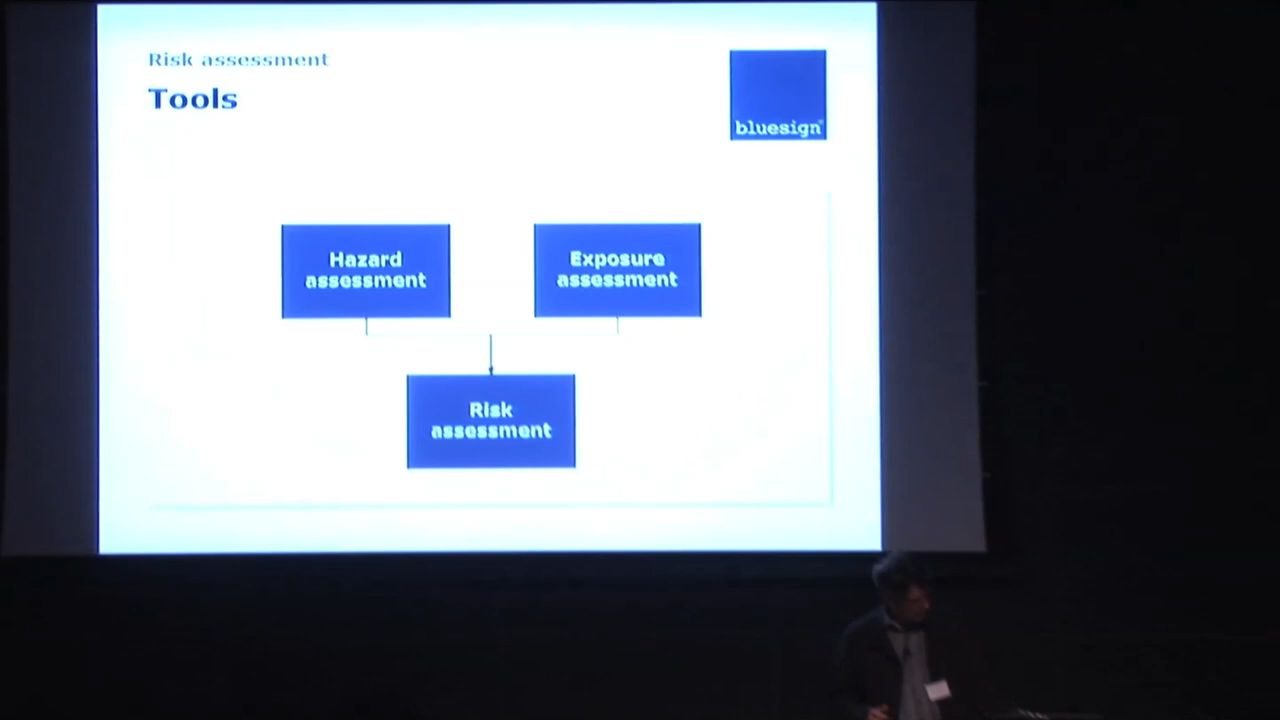 Risk assessment
Tools
bluesign®
Hazard
assessment
Exposure
assessment
Risk
assessment